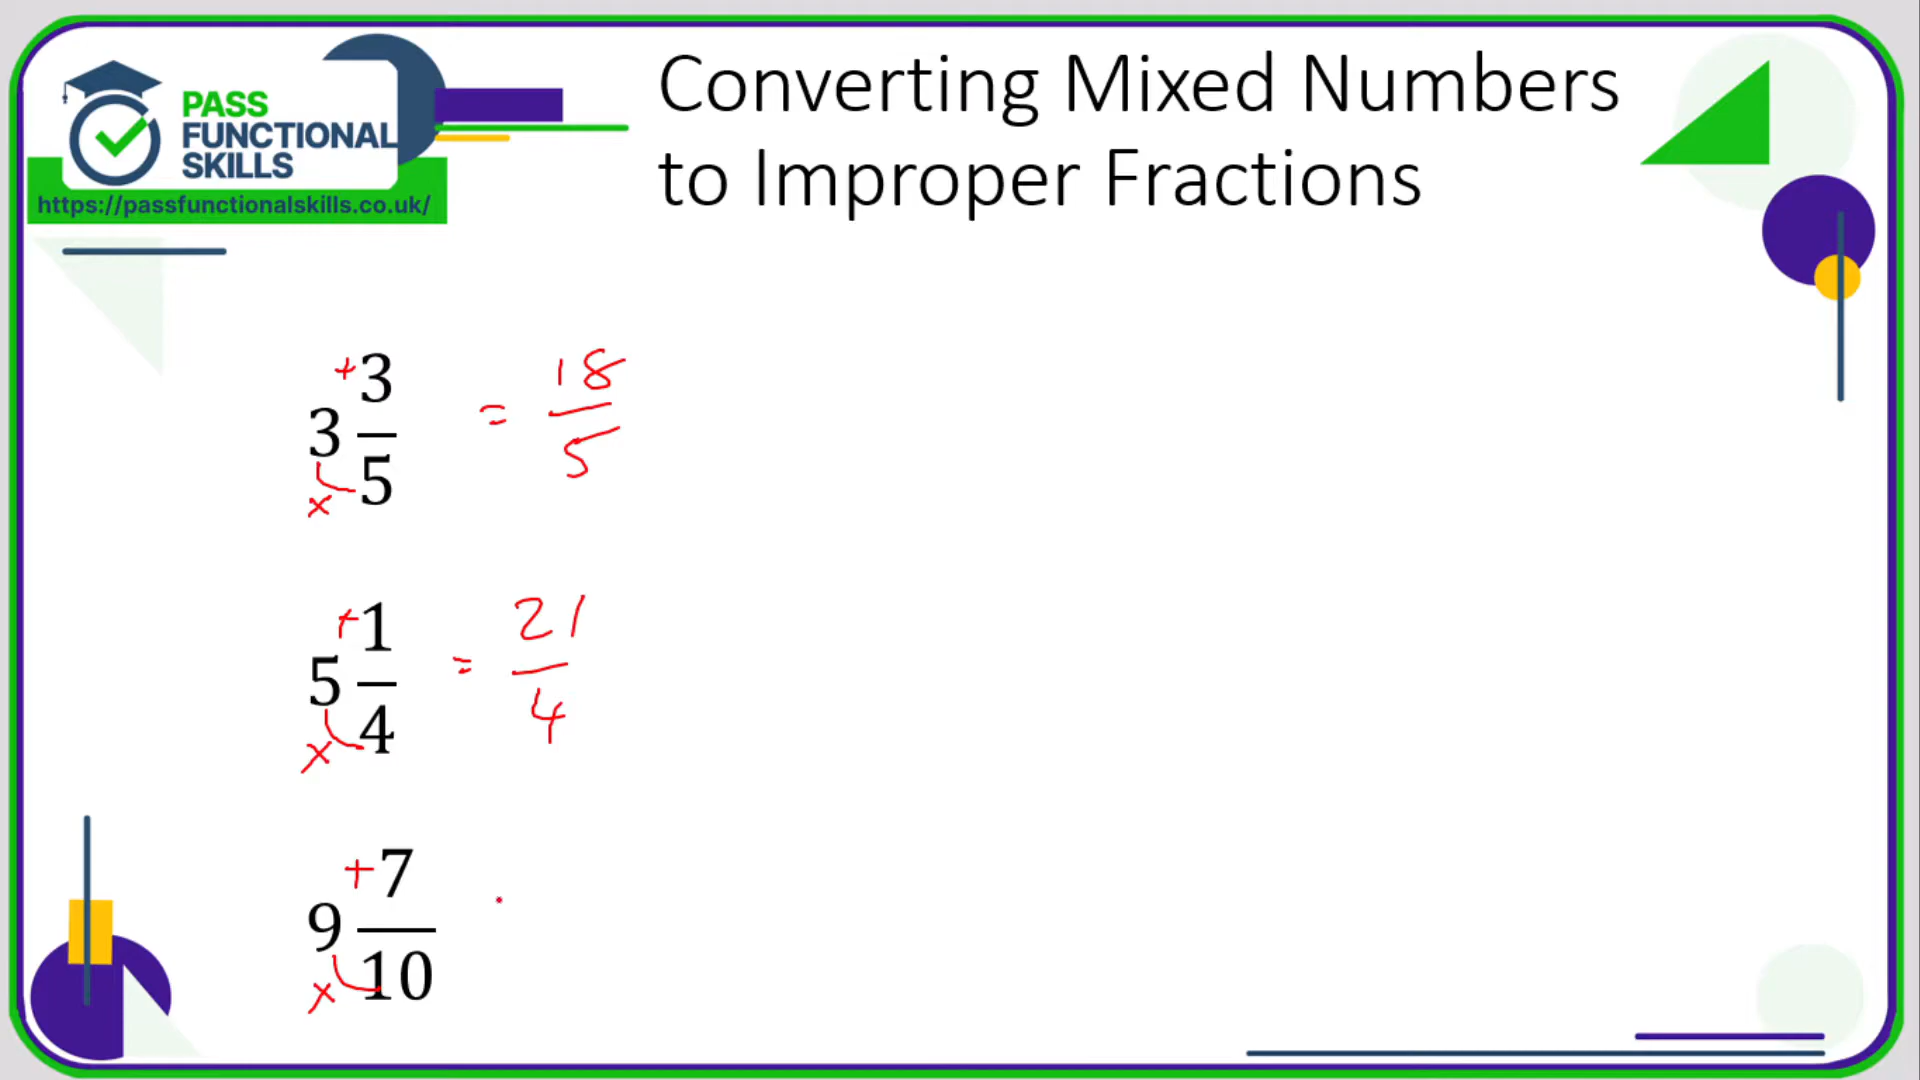 PASS
FUNCTIONAL
SKILLS
https://passfunctionalskills.co.uk/
Converting Mixed Numbers
to Improper Fractions
+3
3
5
x
= 18
5
+1
5
4
x
= 21
4
+7
9
10
x